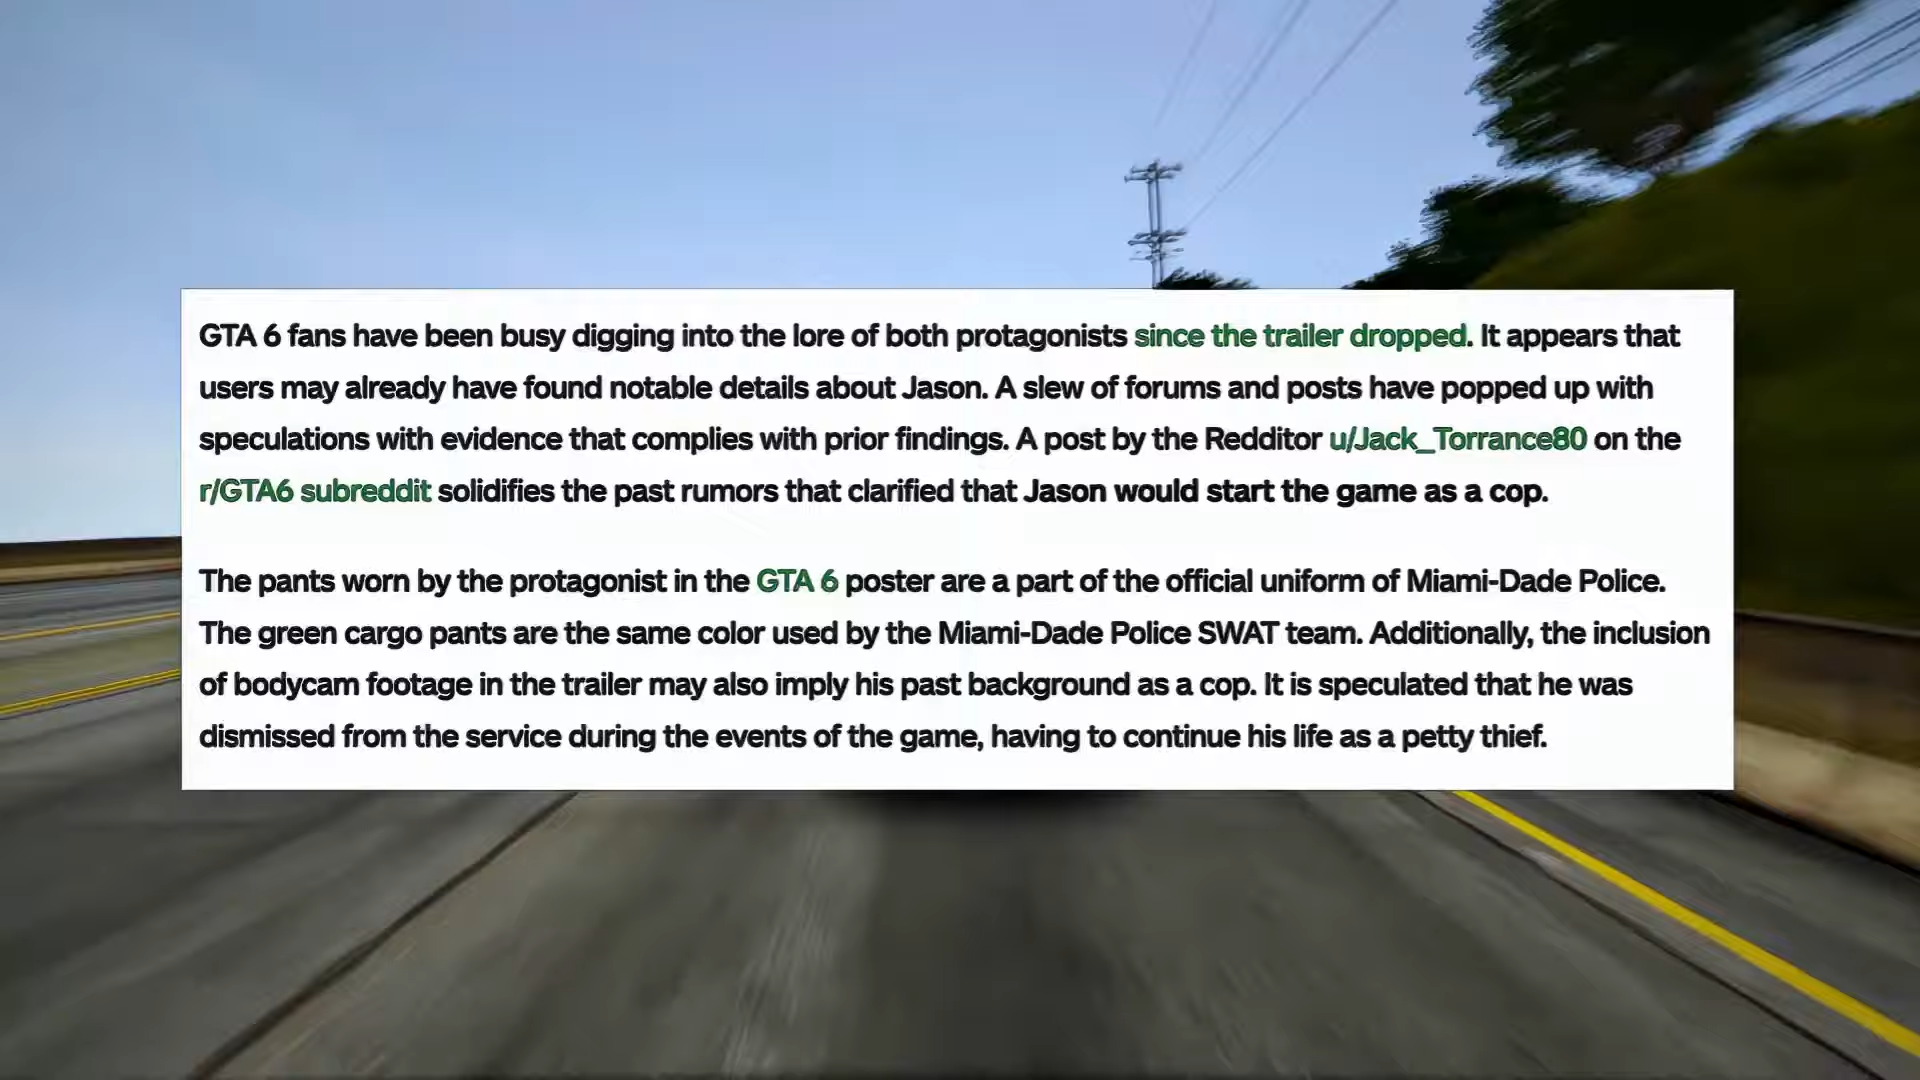 GTA 6 fans have been busy digging into the lore of both protagonists since the trailer dropped. It appears that
users may already have found notable details about Jason. A slew of forums and posts have popped up with
speculations with evidence that complies with prior findings. A post by the Redditor u/Jack_Torrance80 on the
r/GTA6 subreddit solidifies the past rumors that clarified that Jason would start the game as a cop.
The pants worn by the protagonist in the GTA 6 poster are a part of the official uniform of Miami-Dade Police.
The green cargo pants are the same color used by the Miami-Dade Police SWAT team. Additionally, the inclusion
of bodycam footage in the trailer may also imply his past background as a cop. It is speculated that he was
dismissed from the service during the events of the game, having to continue his life as a petty thief.